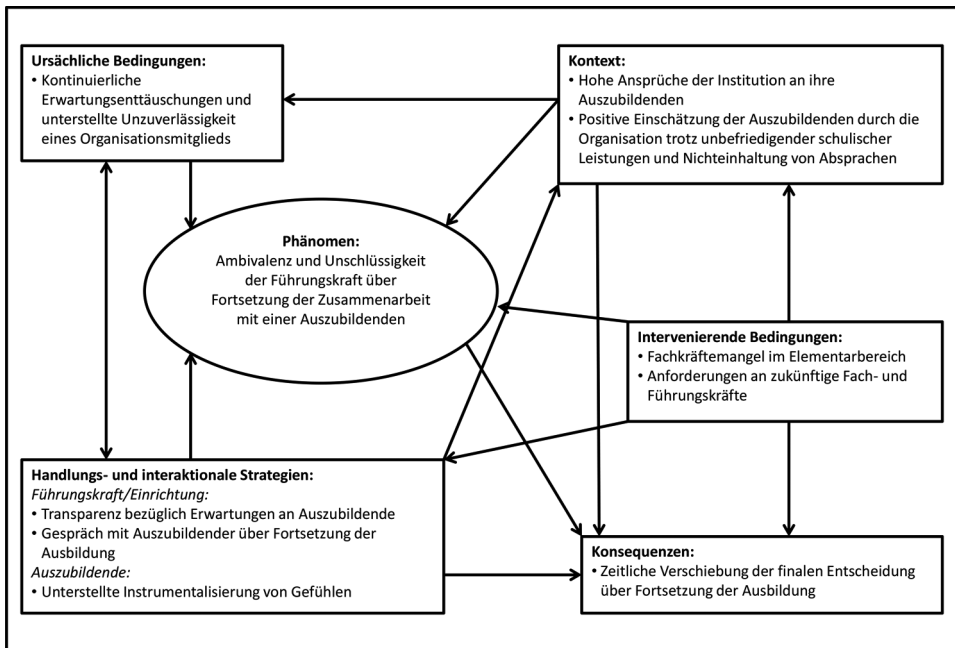 Ursächliche Bedingungen:
• Kontinuierliche
Erwartungsenttäuschungen und
unterstellte Unzuverlässigkeit
eines Organisationsmitglieds
Kontext:
• Hohe Ansprüche der Institution an ihre
Auszubildenden
• Positive Einschätzung der Auszubildenden durch die
Organisation trotz unbefriedigender schulischer
Leistungen und Nichteinhaltung von Absprachen
Phänomen:
Ambivalenz und Unschlüssigkeit
der Führungskraft über
Fortsetzung der Zusammenarbeit
mit einer Auszubildenden
Intervenierende Bedingungen:
• Fachkräftemangel im Elementarbereich
• Anforderungen an zukünftige Fach- und
Führungskräfte
Handlungs- und interaktionale Strategien:
Führungskraft/Einrichtung:
• Transparenz bezüglich Erwartungen an Auszubildende
• Gespräch mit Auszubildender über Fortsetzung der
Ausbildung
Auszubildende:
• Unterstellte Instrumentalisierung von Gefühlen
Konsequenzen:
• Zeitliche Verschiebung der finalen Entscheidung
über Fortsetzung der Ausbildung